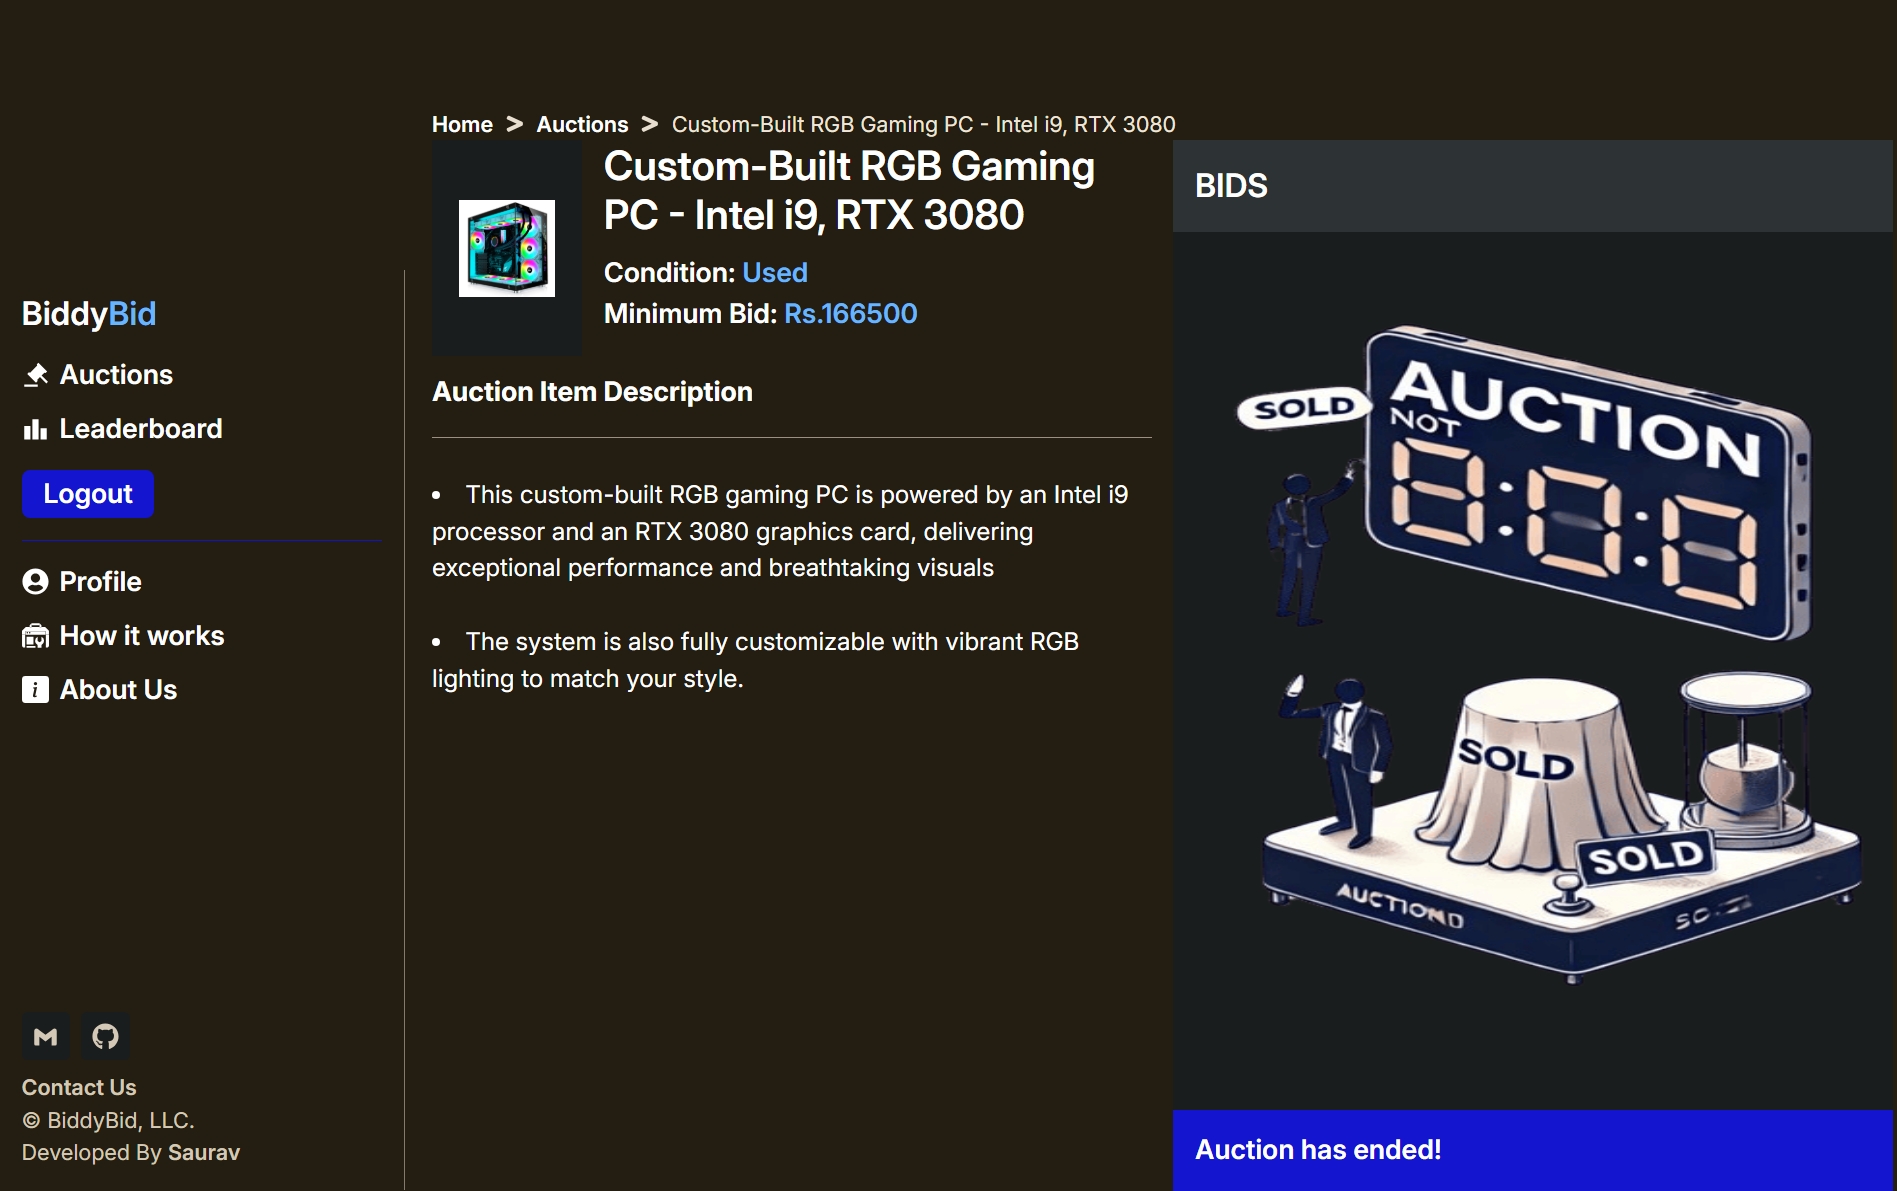 Home > Auctions > Custom-Built RGB Gaming PC - Intel i9, RTX 3080
BiddyBid
Auctions
Leaderboard
Logout
Profile
How it works
About Us
Contact Us
© BiddyBid, LLC.
Developed By Saurav
Custom-Built RGB Gaming
PC - Intel i9, RTX 3080
Condition: Used
Minimum Bid: Rs.166500
Auction Item Description
• This custom-built RGB gaming PC is powered by an Intel i9
processor and an RTX 3080 graphics card, delivering
exceptional performance and breathtaking visuals
• The system is also fully customizable with vibrant RGB
lighting to match your style.
BIDS
SOLD
AUCTION
NOT
8:0:8
SOLD
SOLD
AUCTIOND
Auction has ended!